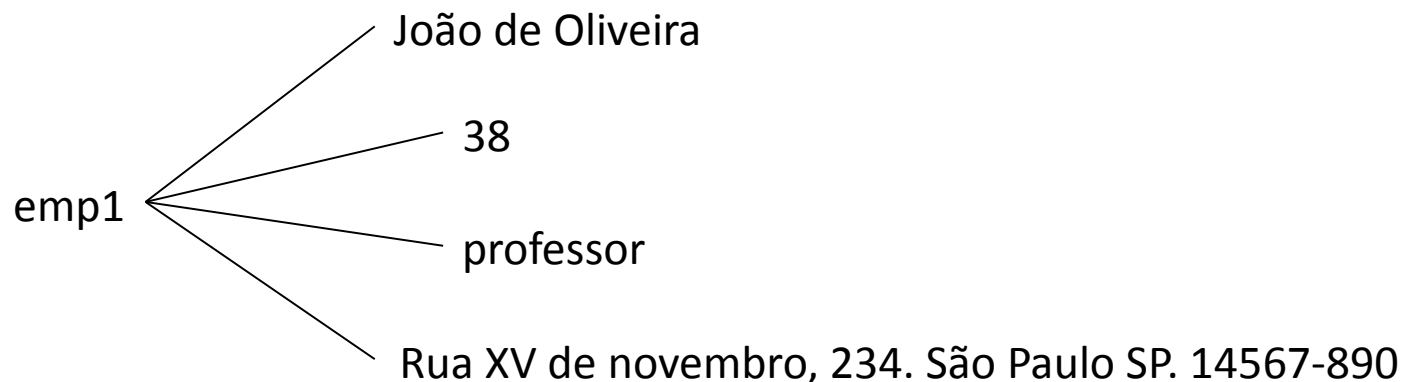 João de Oliveira
38
emp1
professor
Rua XV de novembro, 234. São Paulo SP. 14567-890